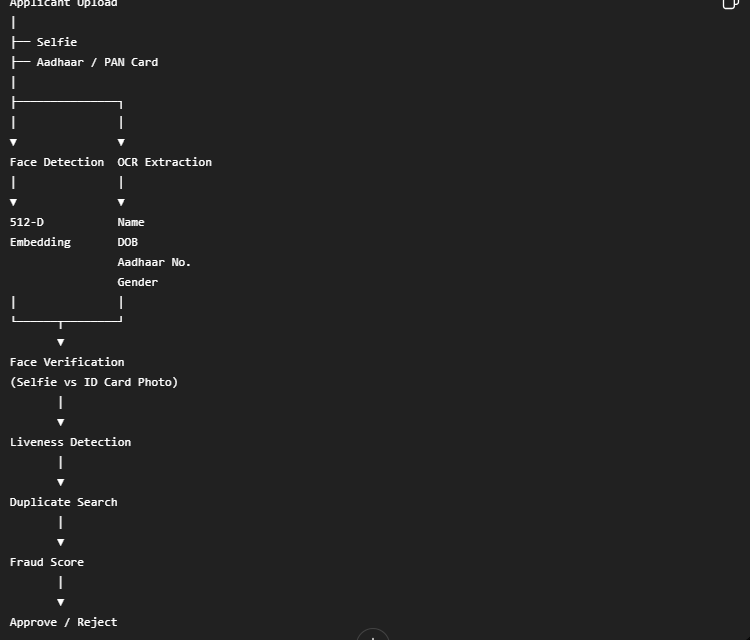 Applicant Upload
|
├── Selfie
├── Aadhaar / PAN Card
|
├───────────────┐
|               |
▼               ▼
Face Detection  OCR Extraction
|               |
▼               ▼
512-D           Name
Embedding       DOB
                Aadhaar No.
                Gender
|               |
└──────┬────────┘
       ▼
Face Verification
(Selfie vs ID Card Photo)
       |
       ▼
Liveness Detection
       |
       ▼
Duplicate Search
       |
       ▼
Fraud Score
       |
       ▼
Approve / Reject